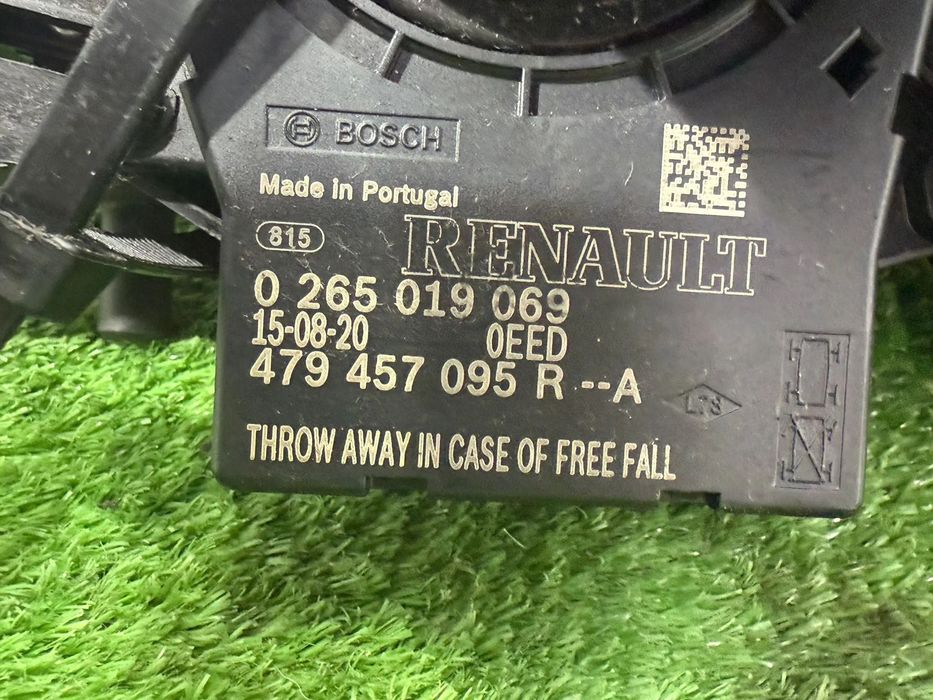 BOSCH
Made in Portugal
815
RENAULT
0 265 019 069
15-08-20 0EED
479 457 095 R --A
THROW AWAY IN CASE OF FREE FALL